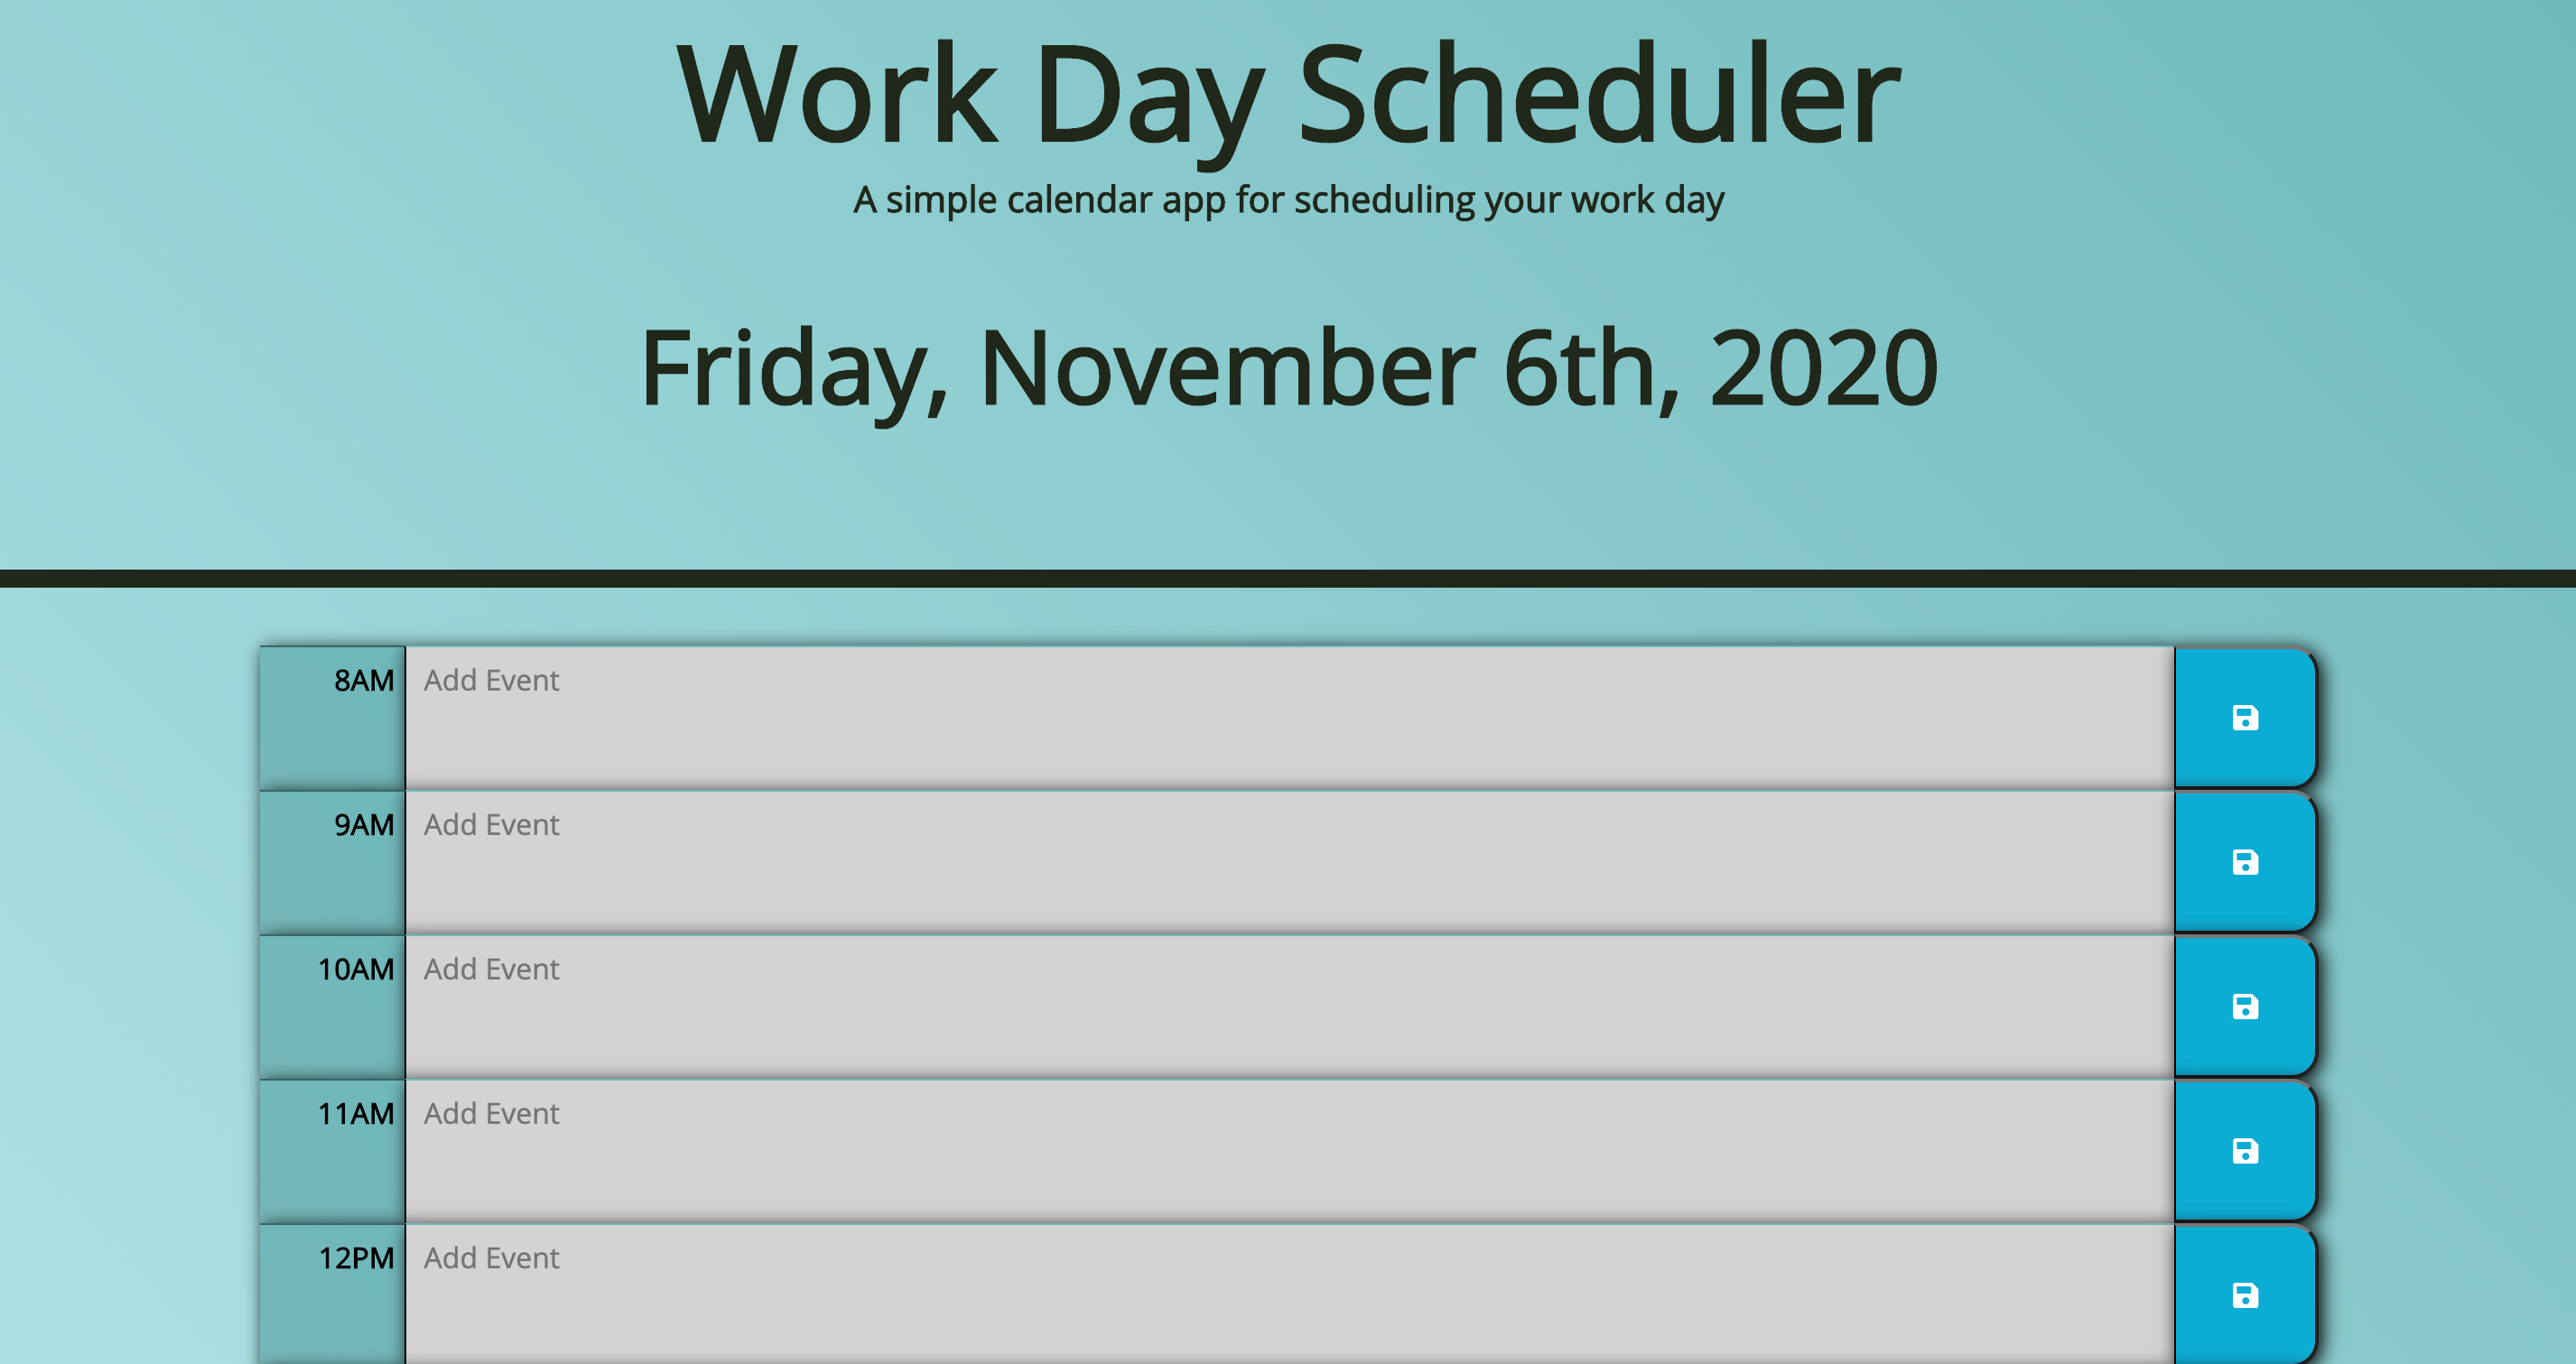 Work Day Scheduler
A simple calendar app for scheduling your work day
Friday, November 6th, 2020
8AM Add Event
9AM Add Event
10AM Add Event
11AM Add Event
12PM Add Event